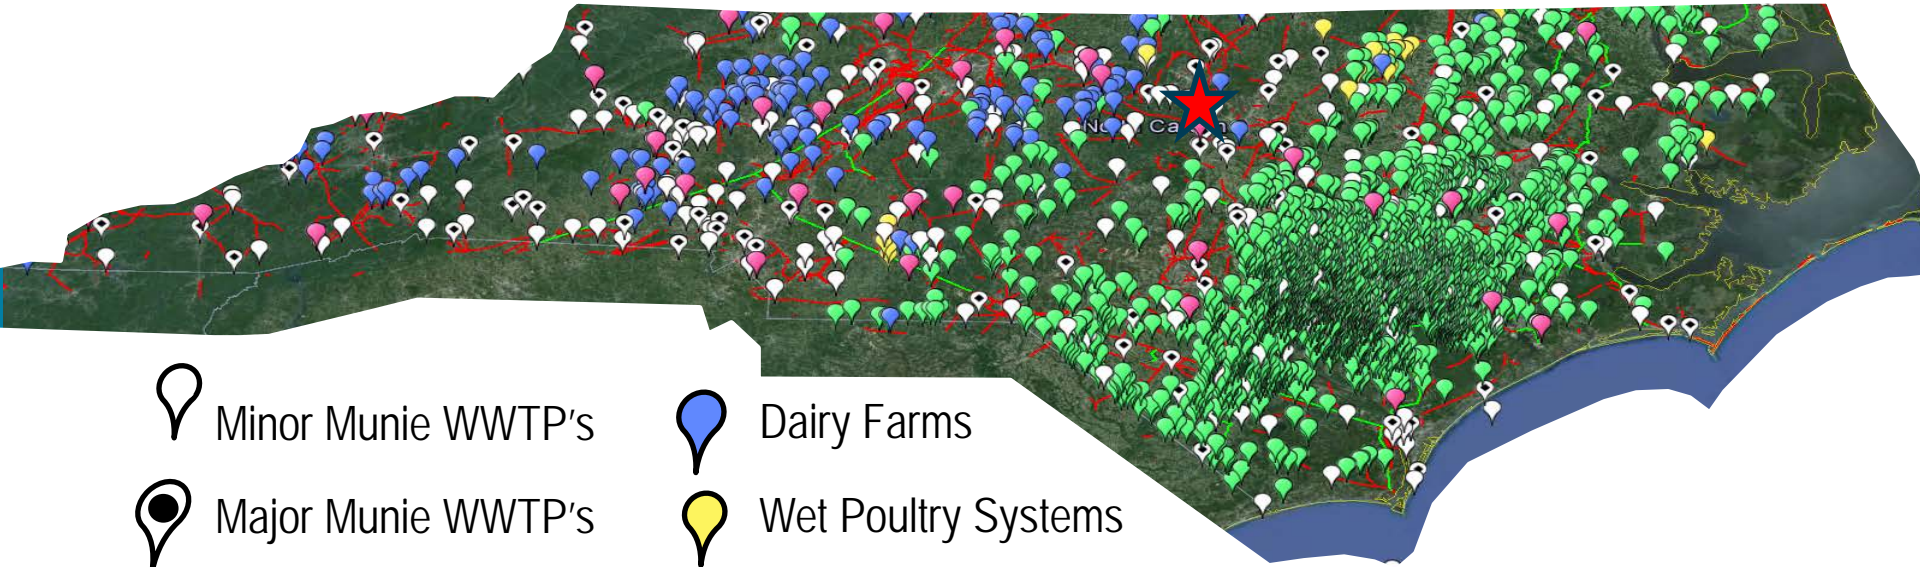 Minor Munie WWTP's
Dairy Farms
Major Munie WWTP's
Wet Poultry Systems